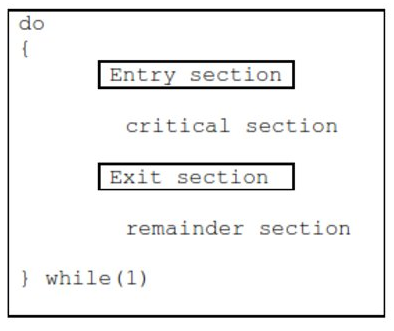 do
{
Entry section
critical section
Exit section
remainder section
} while(1)